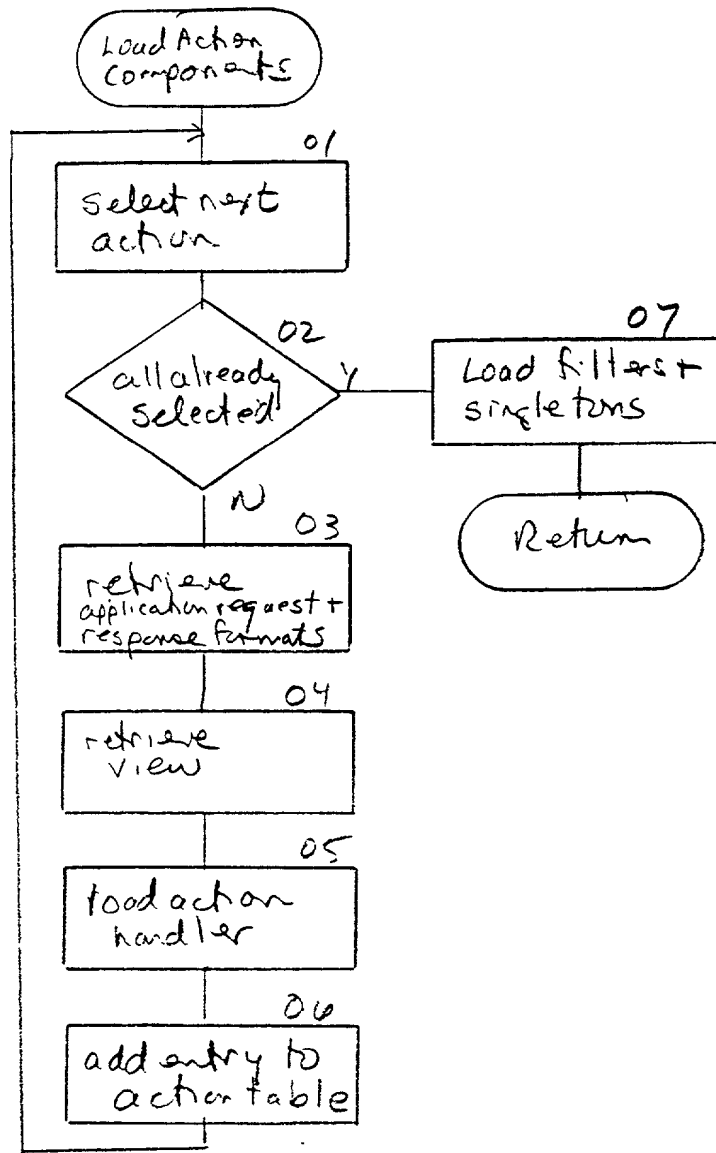 Load Action
Components
01
select next
action
02
all already
selected
Y
07
Load filters +
singletons
Return
N
03
retrieve
application request +
response formats
04
retrieve
view
05
load action
handler
06
add entry to
action table